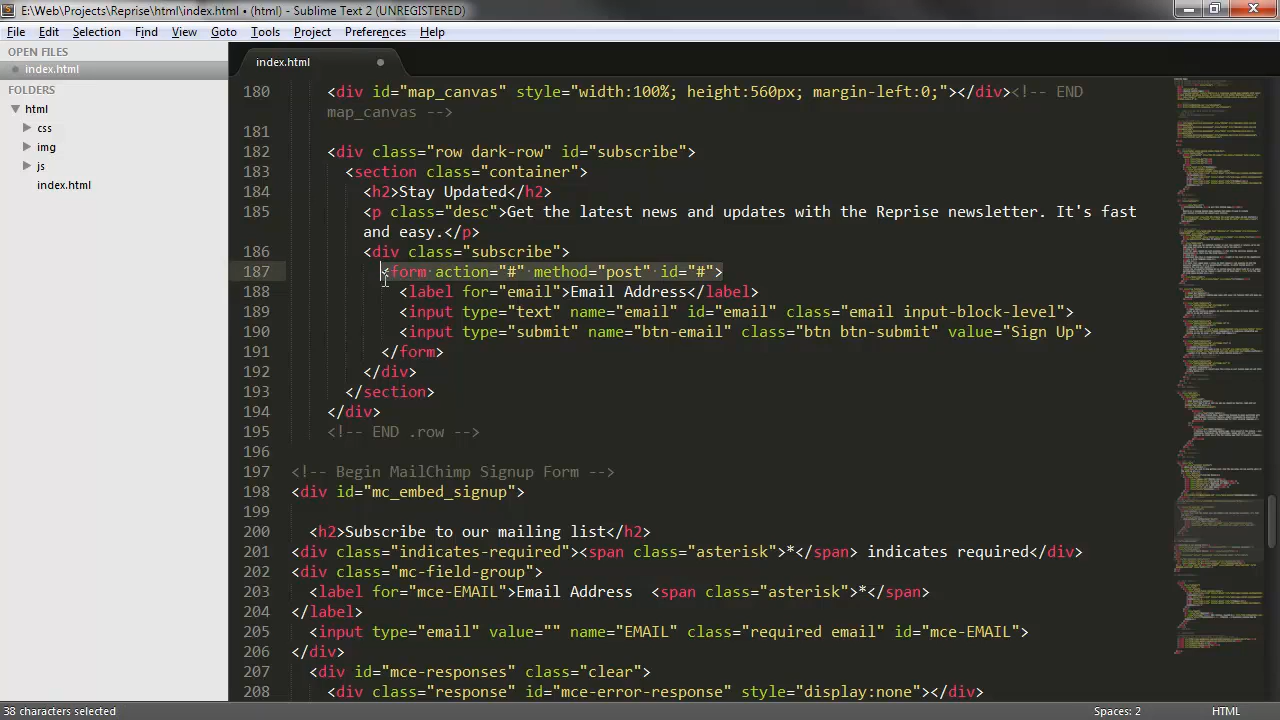 E:\Web\Projects\Reprise\html\index.html • (html) - Sublime Text 2 (UNREGISTERED)
File Edit Selection Find View Goto Tools Project Preferences Help
OPEN FILES
index.html
FOLDERS
html
css
img
js
index.html
index.html
180 <div id="map_canvas" style="width:100%; height:560px; margin-left:0;"></div><!-- END
map_canvas -->
181
182 <div class="row dark-row" id="subscribe">
183 <section class="container">
184 <h2>Stay Updated</h2>
185 <p class="desc">Get the latest news and updates with the Reprise newsletter. It's fast
and easy.</p>
186 <div class="subscribe">
187 <form action="#" method="post" id="#">
188 <label for="email">Email Address</label>
189 <input type="text" name="email" id="email" class="email input-block-level">
190 <input type="submit" name="btn-email" class="btn btn-submit" value="Sign Up">
191 </form>
192 </div>
193 </section>
194 </div>
195 <!-- END .row -->
196
197 <!-- Begin MailChimp Signup Form -->
198 <div id="mc_embed_signup">
199
200 <h2>Subscribe to our mailing list</h2>
201 <div class="indicates-required"><span class="asterisk">*</span> indicates required</div>
202 <div class="mc-field-group">
203 <label for="mce-EMAIL">Email Address <span class="asterisk">*</span>
204 </label>
205 <input type="email" value="" name="EMAIL" class="required email" id="mce-EMAIL">
206 </div>
207 <div id="mce-responses" class="clear">
208 <div class="response" id="mce-error-response" style="display:none"></div>
38 characters selected
Spaces: 2
HTML